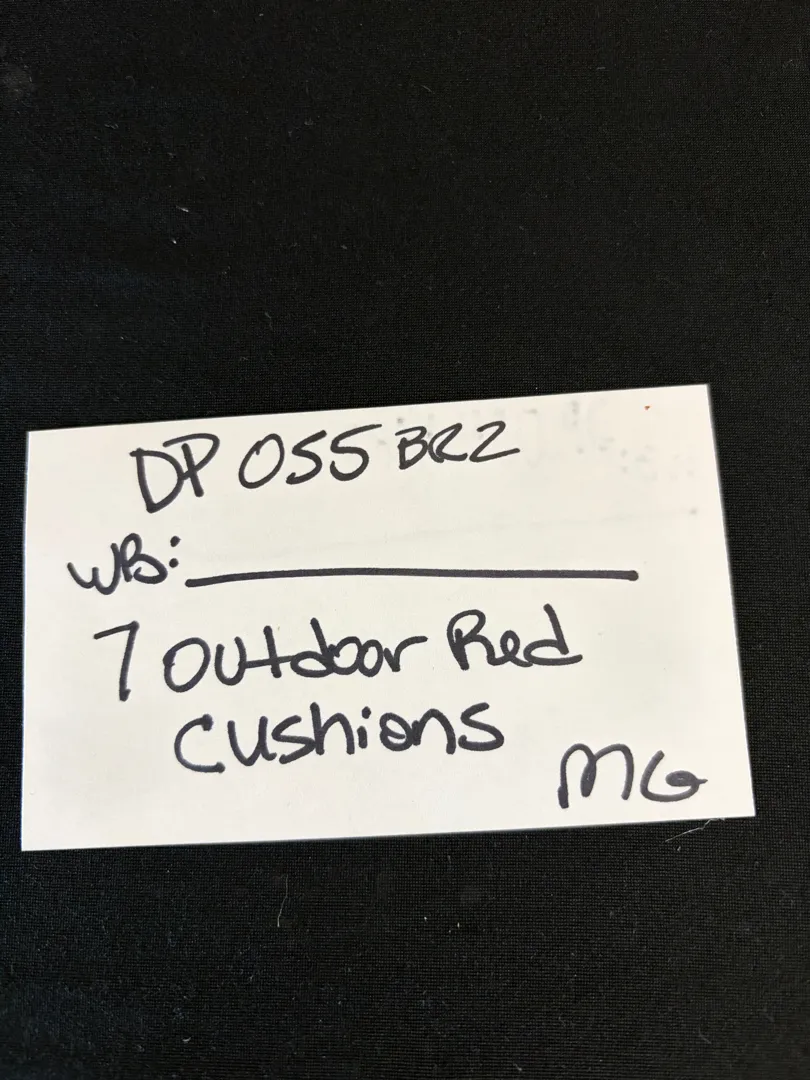 DP 055 BRZ
WB:
7 outdoor Red
cushions
MG